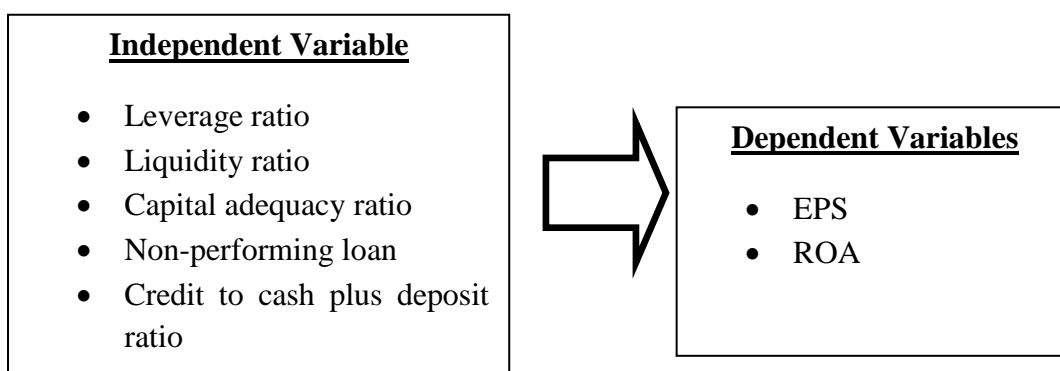 Independent Variable
• Leverage ratio
• Liquidity ratio
• Capital adequacy ratio
• Non-performing loan
• Credit to cash plus deposit
ratio
Dependent Variables
• EPS
• ROA